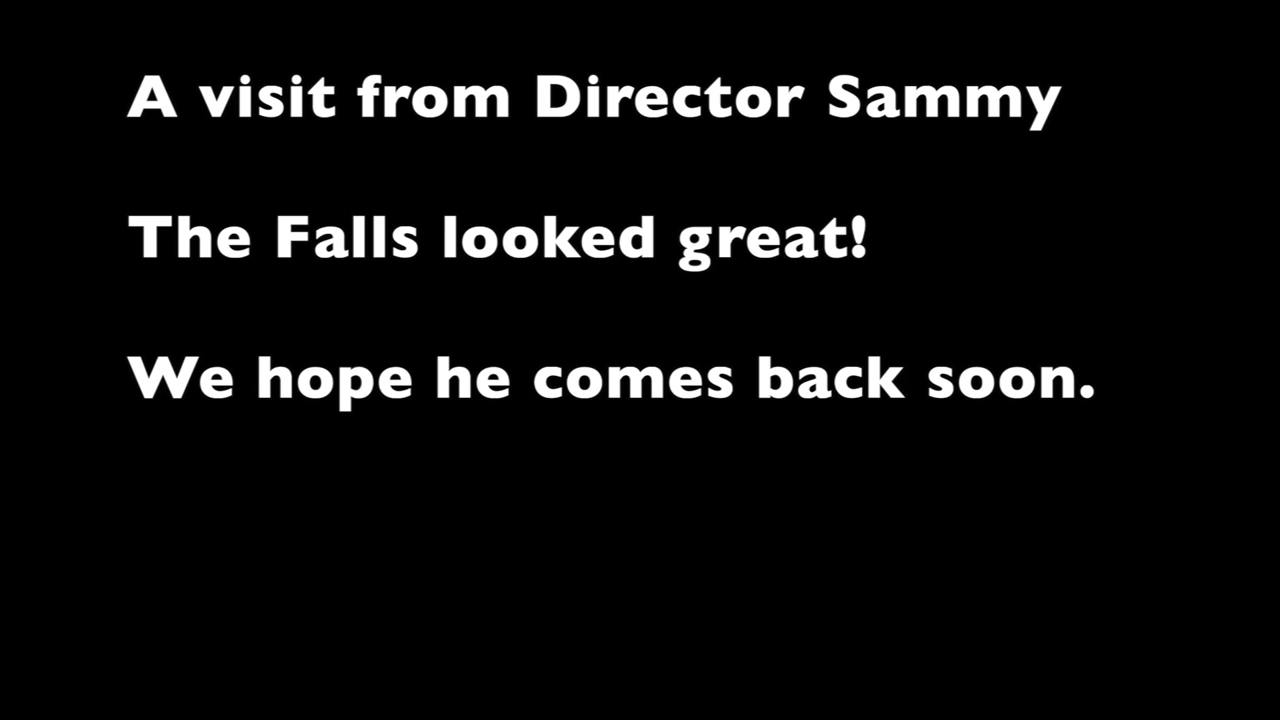 A visit from Director Sammy
The Falls looked great!
We hope he comes back soon.